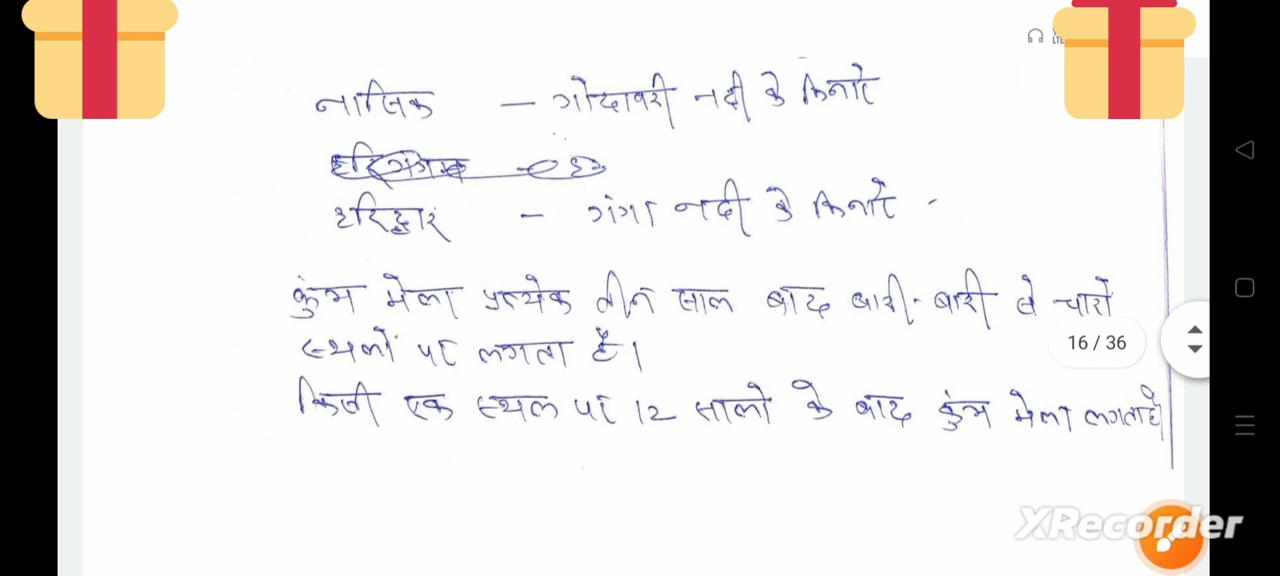 नासिक — गोदावरी नदी के किनारे
हरिद्वार — गंगा नदी के किनारे
कुंभ मेला प्रत्येक तीन साल बाद बारी-बारी से चारो
स्थलों पर लगता है।
16 / 36
किसी एक स्थल पर 12 सालो के बाद कुंभ मेला लगता है
XRecorder